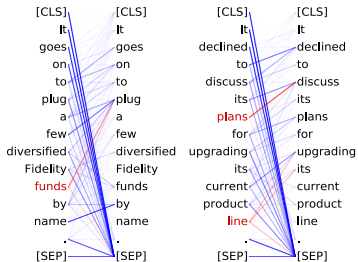 [CLS] [CLS] [CLS] [CLS]
It It It It
goes goes declined declined
on on to to
to to discuss discuss
plug plug its its
a a plans plans
few few for for
diversified diversified upgrading upgrading
Fidelity Fidelity its its
funds funds current current
by by product product
name name line line
. . . .
[SEP] [SEP] [SEP] [SEP]